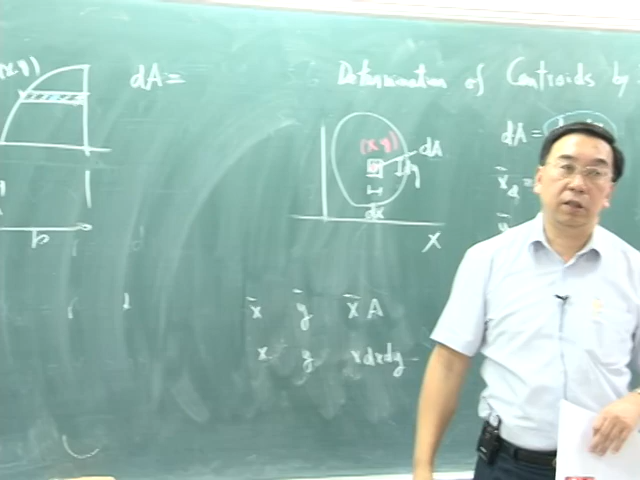 Determination of Centroids by
(x,y)
dA=
(x y)
dA
dy
dx
X
dA =
x̄
b
x̄ ȳ x̄ A
x y xdxdy